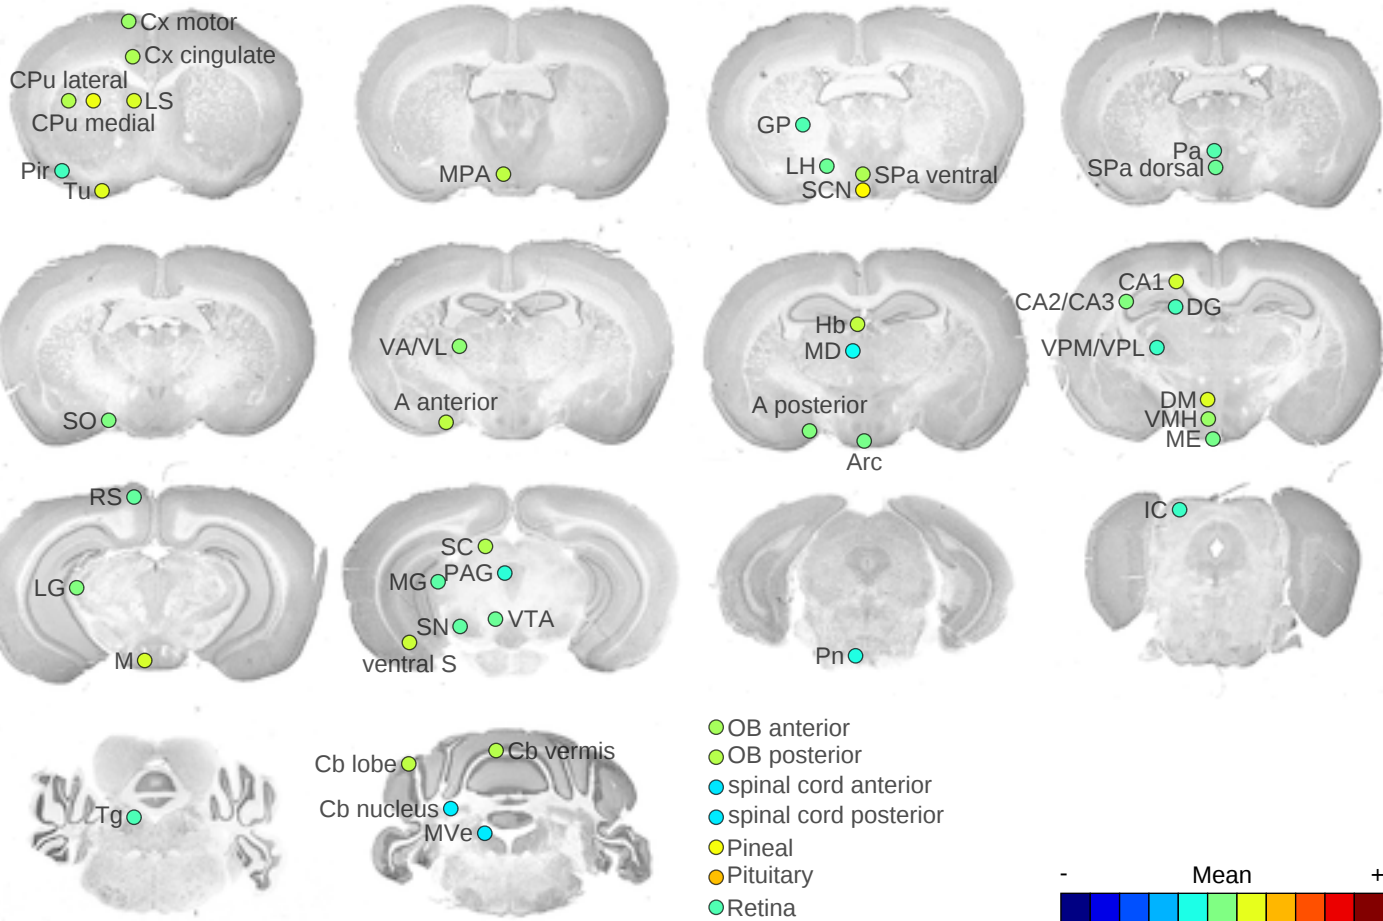 Cx motor
Cx cingulate
CPu lateral
LS
CPu medial
Pir
Tu
MPA
GP
LH
SPa ventral
SCN
Pa
SPa dorsal
SO
VA/VL
A anterior
Hb
MD
A posterior
Arc
CA1
CA2/CA3
DG
VPM/VPL
DM
VMH
ME
RS
LG
M
SC
PAG
MG
VTA
SN
ventral S
Pn
IC
Tg
Cb lobe
Cb vermis
Cb nucleus
MVe
OB anterior
OB posterior
spinal cord anterior
spinal cord posterior
Pineal
Pituitary
Retina
- Mean +